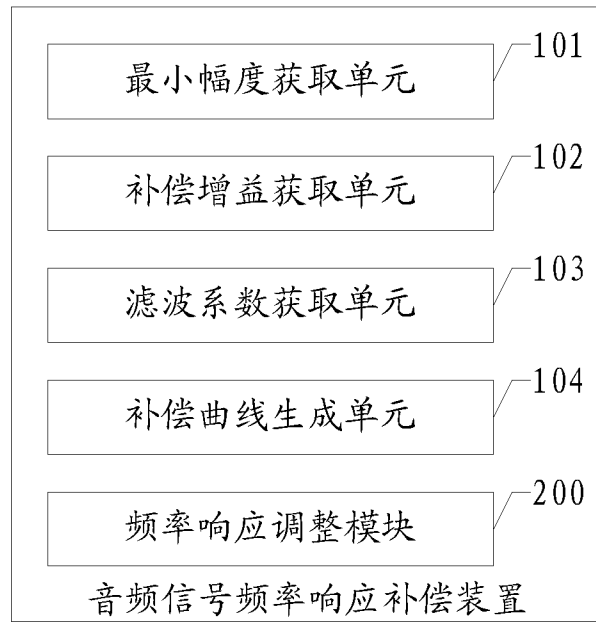 101
最小幅度获取单元
102
补偿增益获取单元
103
滤波系数获取单元
104
补偿曲线生成单元
200
频率响应调整模块
音频信号频率响应补偿装置